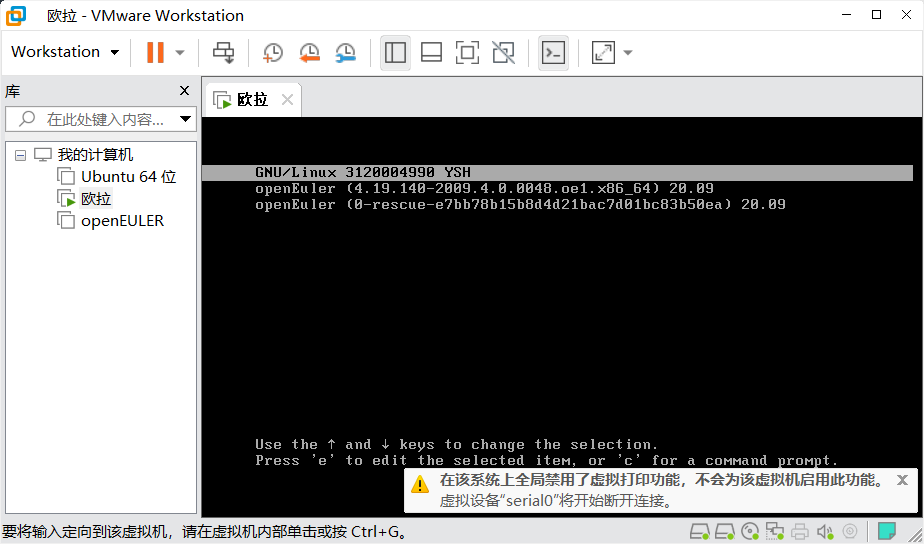 欧拉 - VMware Workstation
Workstation
库
在此处键入内容...
我的计算机
Ubuntu 64 位
欧拉
openEULER
欧拉
GNU/Linux 3120004990 YSH
openEuler (4.19.140-2009.4.0.0048.oe1.x86_64) 20.09
openEuler (0-rescue-e7bb78b15b8d4d21bac7d01bc83b50ea) 20.09
Use the ↑ and ↓ keys to change the selection.
Press 'e' to edit the selected item, or 'c' for a command prompt.
在该系统上全局禁用了虚拟打印功能，不会为该虚拟机启用此功能。
虚拟设备“serial0”将开始断开连接。
要将输入定向到该虚拟机，请在虚拟机内部单击或按 Ctrl+G。